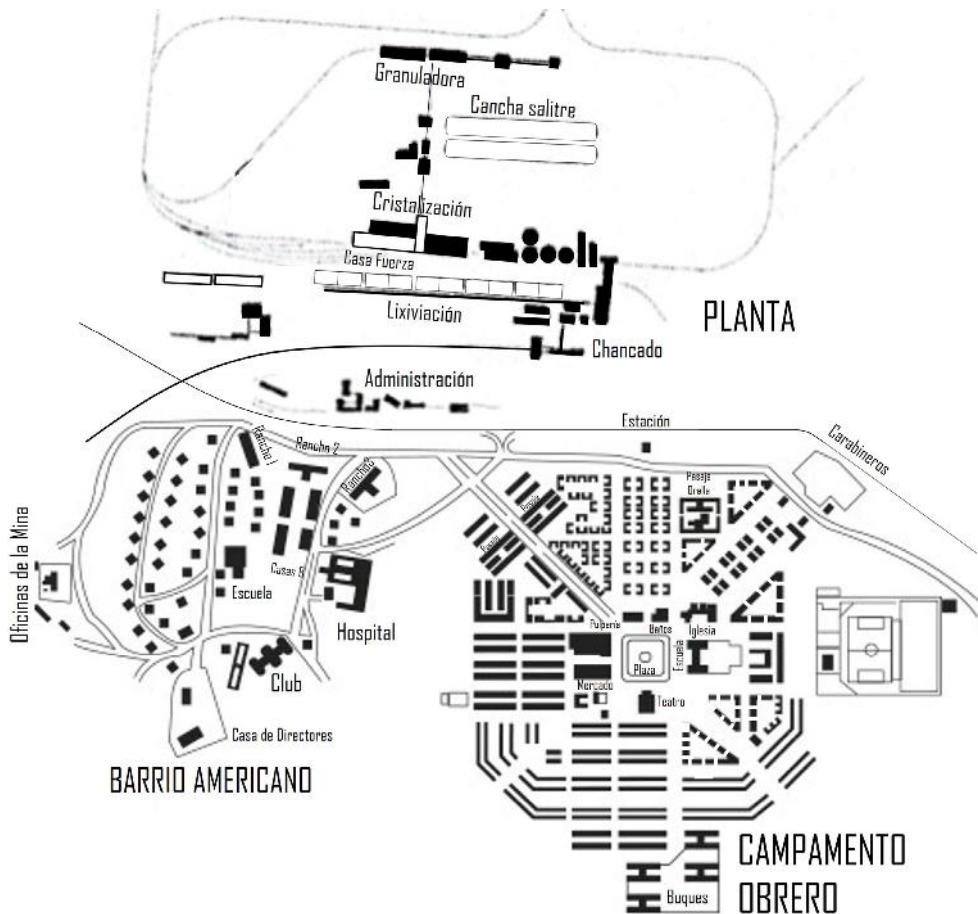 Granuladora
Cancha salitre
Cristalización
Casa Fuerza
Lixiviación
PLANTA
Chancado
Administración
Estación
Carabineros
Rancho 1
Rancho 2
Rancho3
Pasaje
Orella
Oficinas de la Mina
Escuela
Casas B
Hospital
Pulpería
Baños
Iglesia
Escuela
Plaza
Mercado
Teatro
Club
Casa de Directores
BARRIO AMERICANO
CAMPAMENTO
OBRERO
Buques